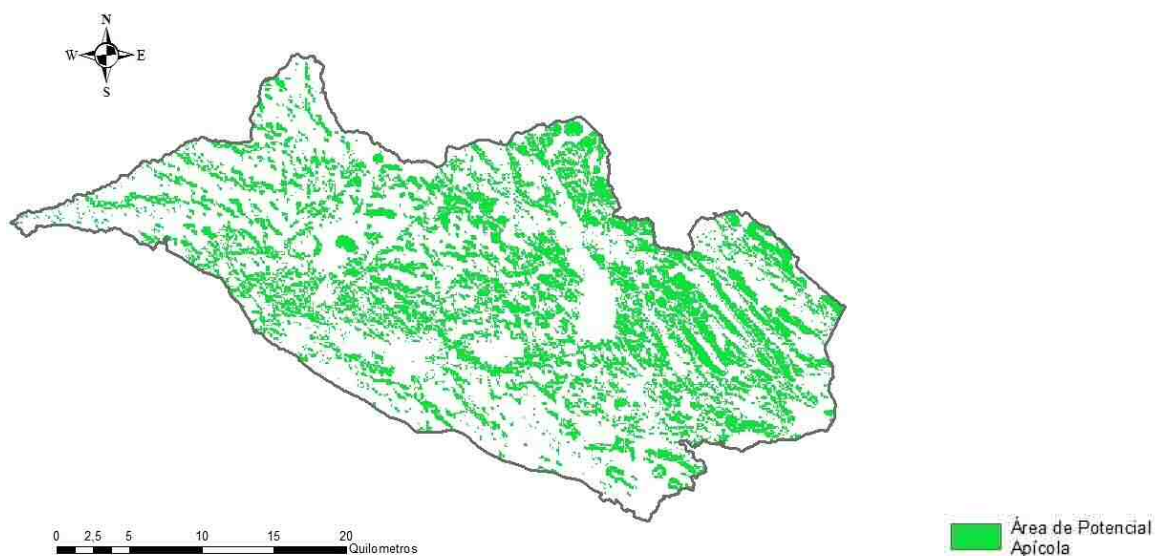 N
W E
S
0 2,5 5 10 15 20
Quilometros
Área de Potencial
Apícola